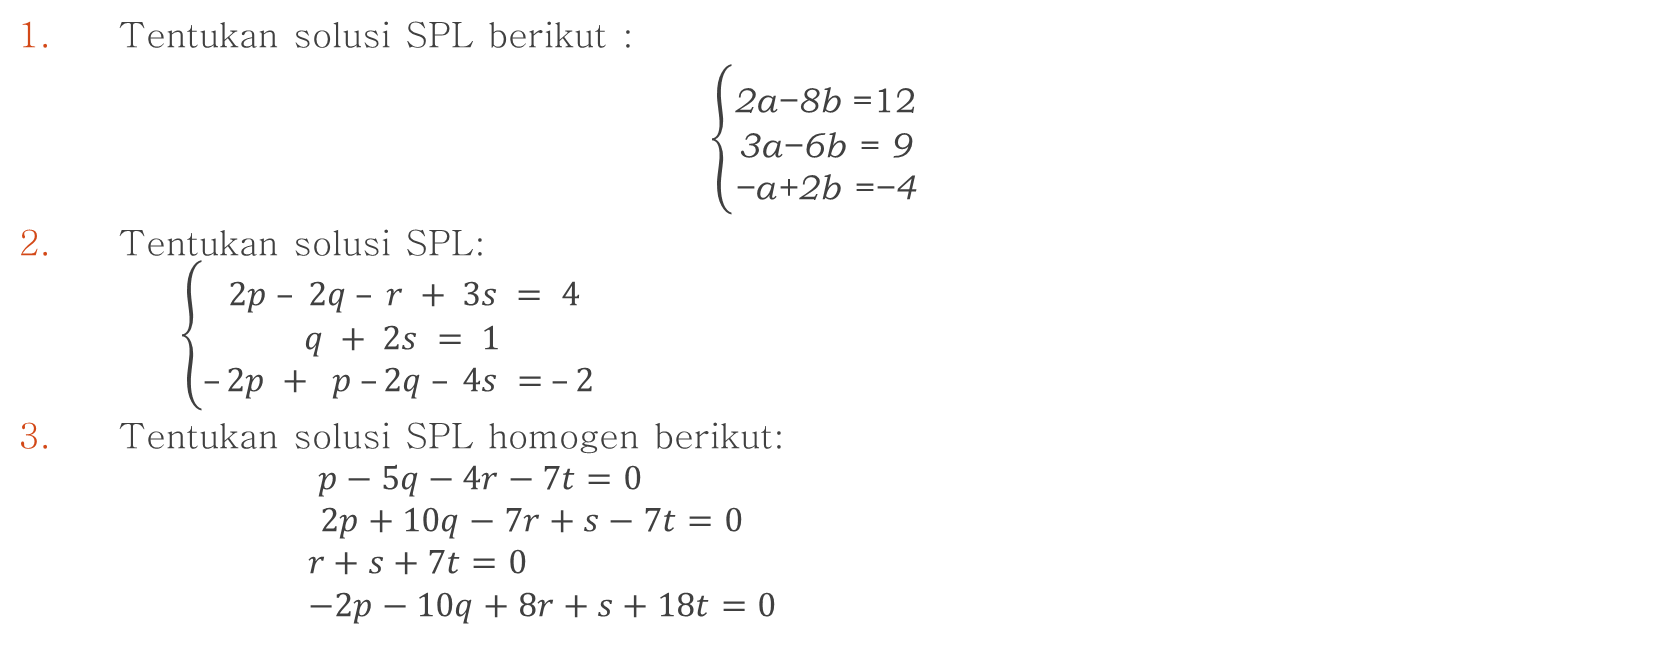 1. Tentukan solusi SPL berikut :
2a−8b =12
3a−6b = 9
−a+2b =−4
2. Tentukan solusi SPL:
2p – 2q – r + 3s = 4
q + 2s = 1
– 2p + p – 2q – 4s = – 2
3. Tentukan solusi SPL homogen berikut:
p − 5q − 4r − 7t = 0
2p + 10q − 7r + s − 7t = 0
r + s + 7t = 0
−2p − 10q + 8r + s + 18t = 0